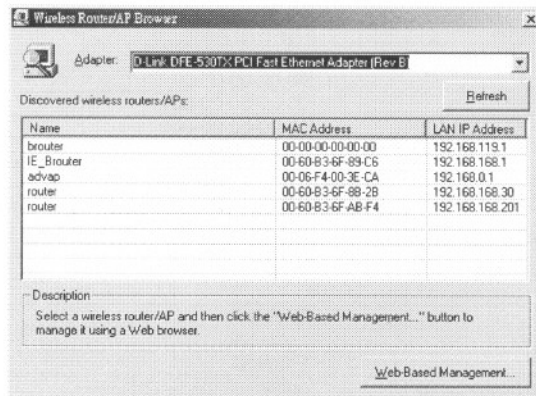 Wireless Router/AP Browser
Adapter: D-Link DFE-530TX PCI Fast Ethernet Adapter (Rev B)
Discovered wireless routers/APs:
Refresh
Name MAC Address LAN IP Address
brouter 00-00-00-00-00-00 192.168.119.1
IE_Brouter 00-60-B3-6F-89-C6 192.168.168.1
advap 00-06-F4-00-3E-CA 192.168.0.1
router 00-60-B3-6F-8B-2B 192.168.168.30
router 00-60-B3-6F-AB-F4 192.168.168.201
Description
Select a wireless router/AP and then click the "Web-Based Management..." button to
manage it using a Web browser.
Web-Based Management...